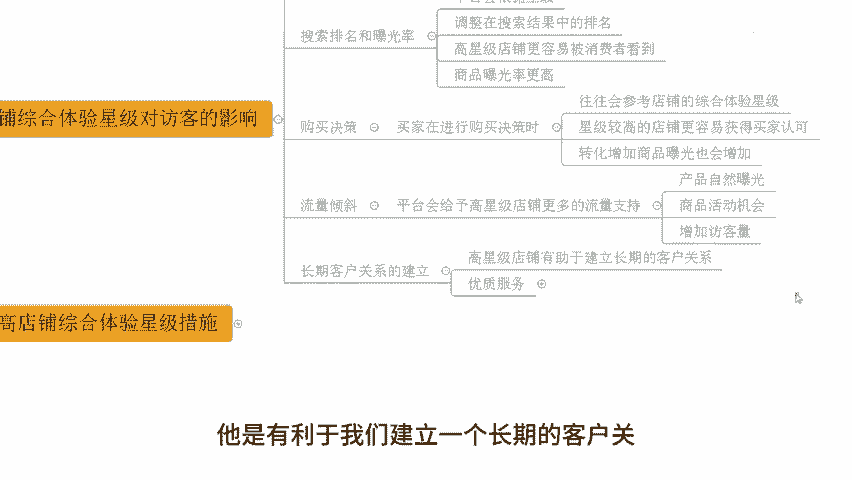 搜索排名和曝光率
调整在搜索结果中的排名
高星级店铺更容易被消费者看到
商品曝光率更高
铺综合体验星级对访客的影响
购买决策
买家在进行购买决策时
往往会参考店铺的综合体验星级
星级较高的店铺更容易获得买家认可
转化增加商品曝光也会增加
流量倾斜
平台会给予高星级店铺更多的流量支持
产品自然曝光
商品活动机会
增加访客量
长期客户关系的建立
高星级店铺有助于建立长期的客户关系
优质服务
高店铺综合体验星级措施
他是有利于我们建立一个长期的客户关